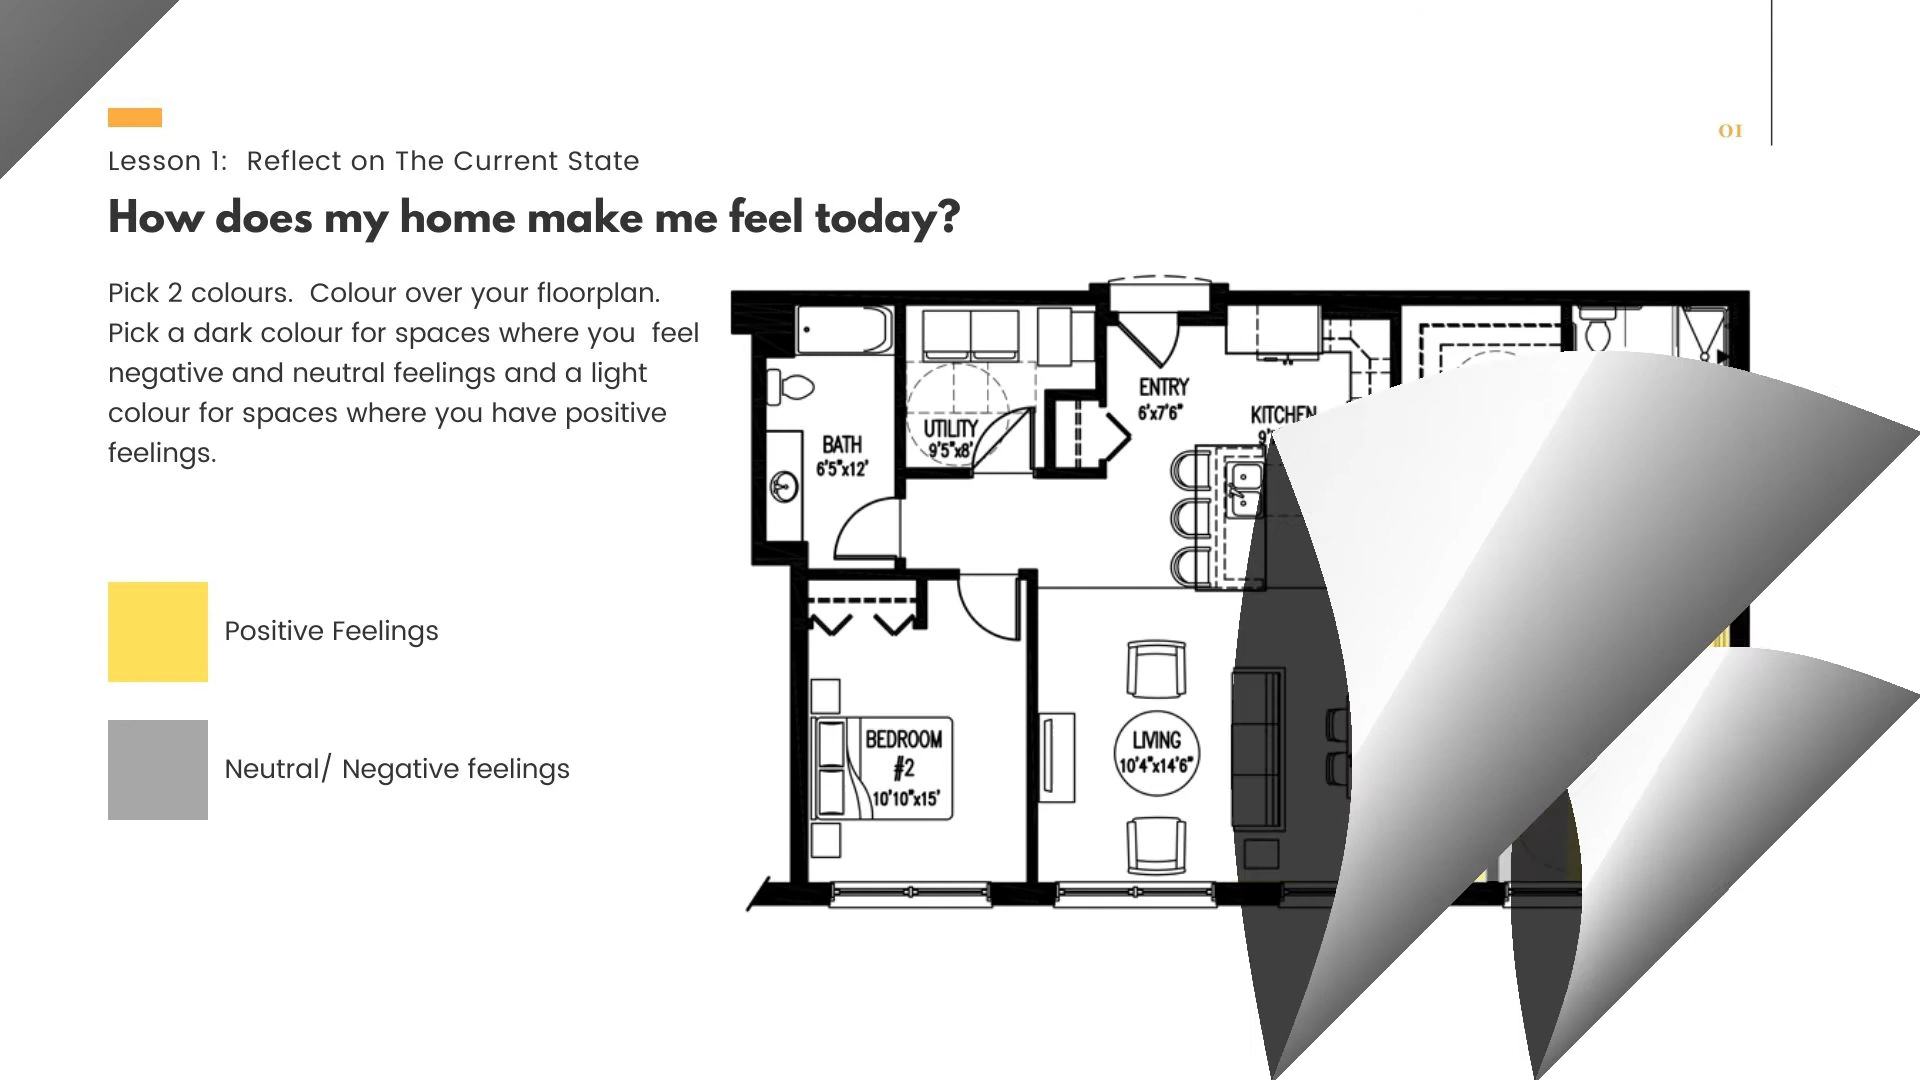 01
Lesson 1:  Reflect on The Current State
How does my home make me feel today?
Pick 2 colours.  Colour over your floorplan.
Pick a dark colour for spaces where you  feel
negative and neutral feelings and a light
colour for spaces where you have positive
feelings.
Positive Feelings
Neutral/ Negative feelings
ENTRY
6'x7'6"
KITCHEN
9'
UTILITY
9'5"x8'
BATH
6'5"x12'
BEDROOM
#2
10'10"x15'
LIVING
10'4"x14'6"